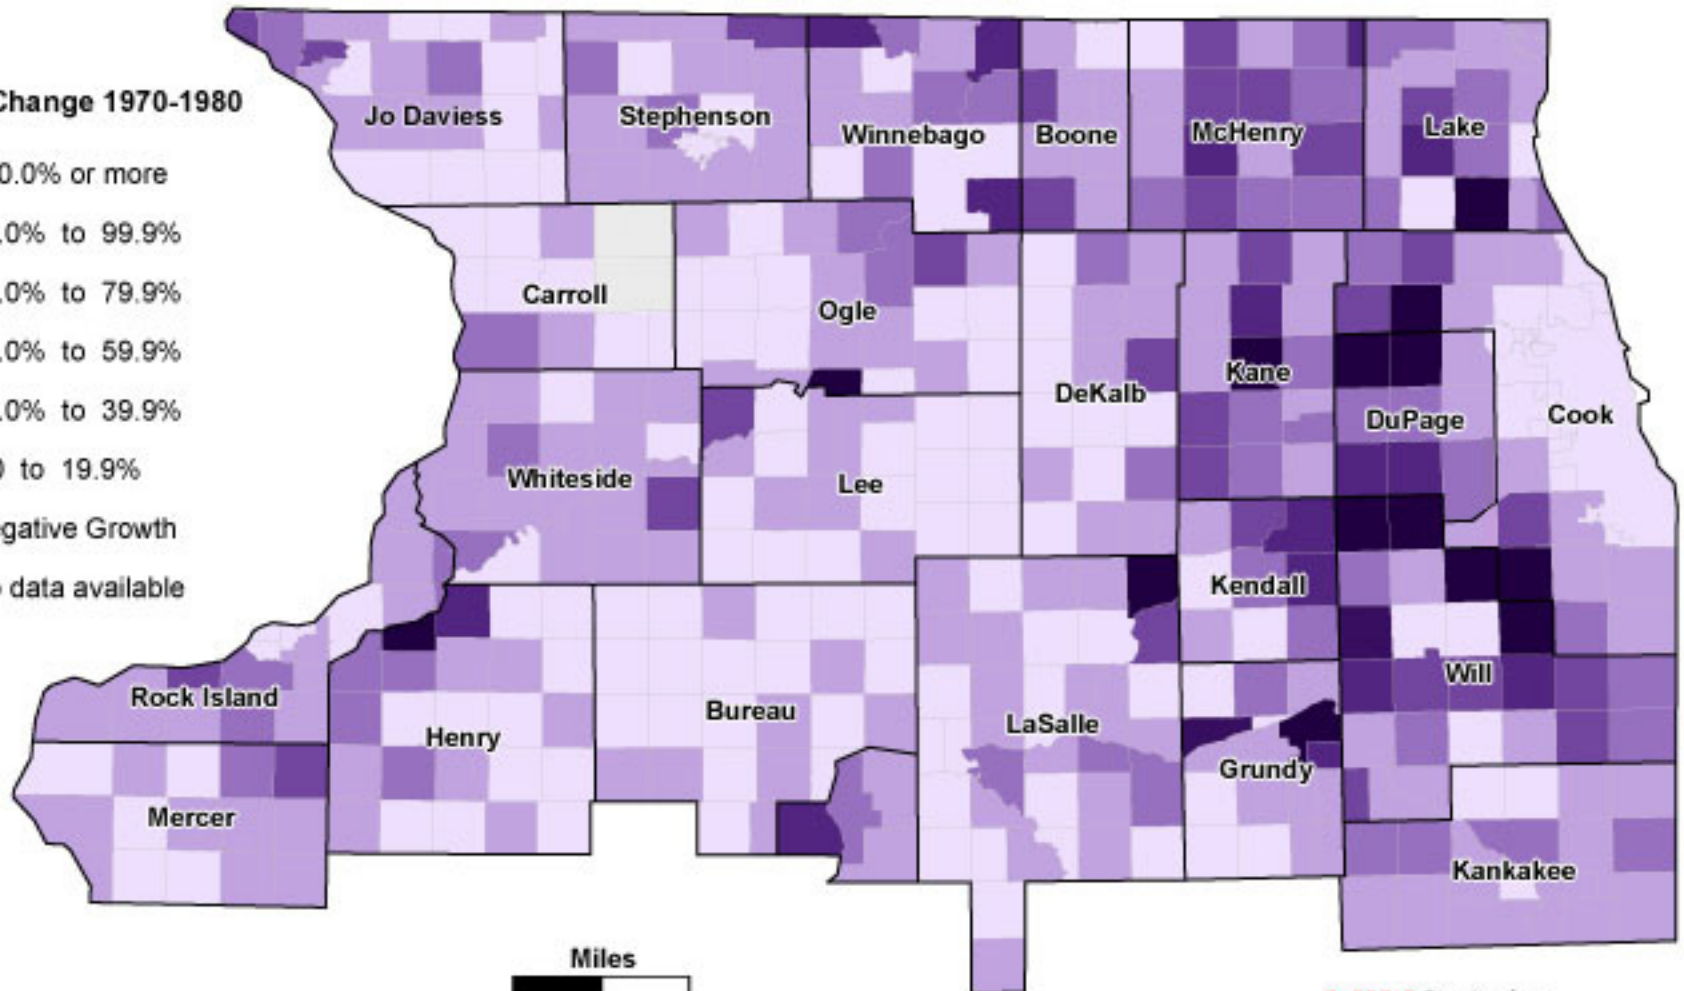 Change 1970-1980
0.0% or more
.0% to 99.9%
.0% to 79.9%
.0% to 59.9%
.0% to 39.9%
0 to 19.9%
egative Growth
data available
Jo Daviess
Stephenson
Winnebago
Boone
McHenry
Lake
Carroll
Ogle
DeKalb
Kane
DuPage
Cook
Whiteside
Lee
Kendall
Rock Island
Henry
Bureau
LaSalle
Grundy
Will
Mercer
Kankakee
Miles